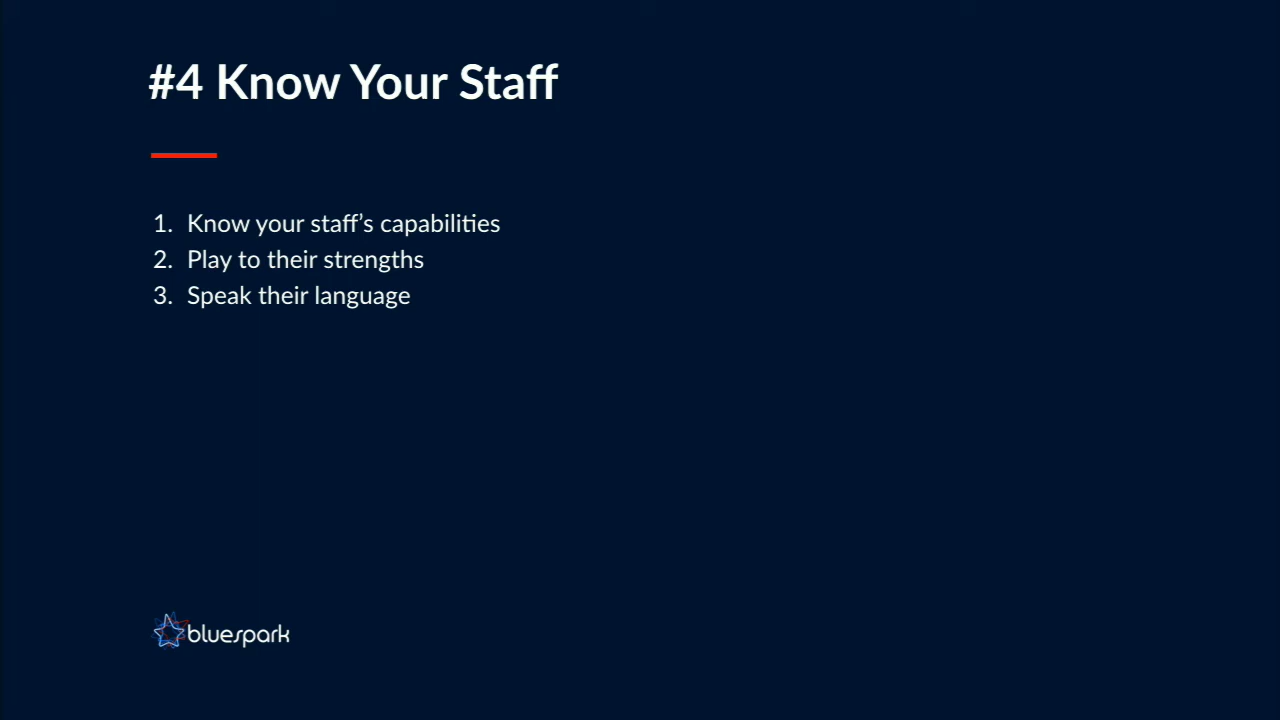 #4 Know Your Staff
1. Know your staff’s capabilities
2. Play to their strengths
3. Speak their language
bluespark